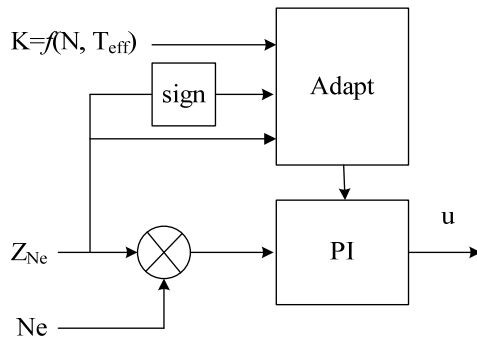 K=f(N, Teff)
sign
Adapt
ZNe
PI
u
Ne